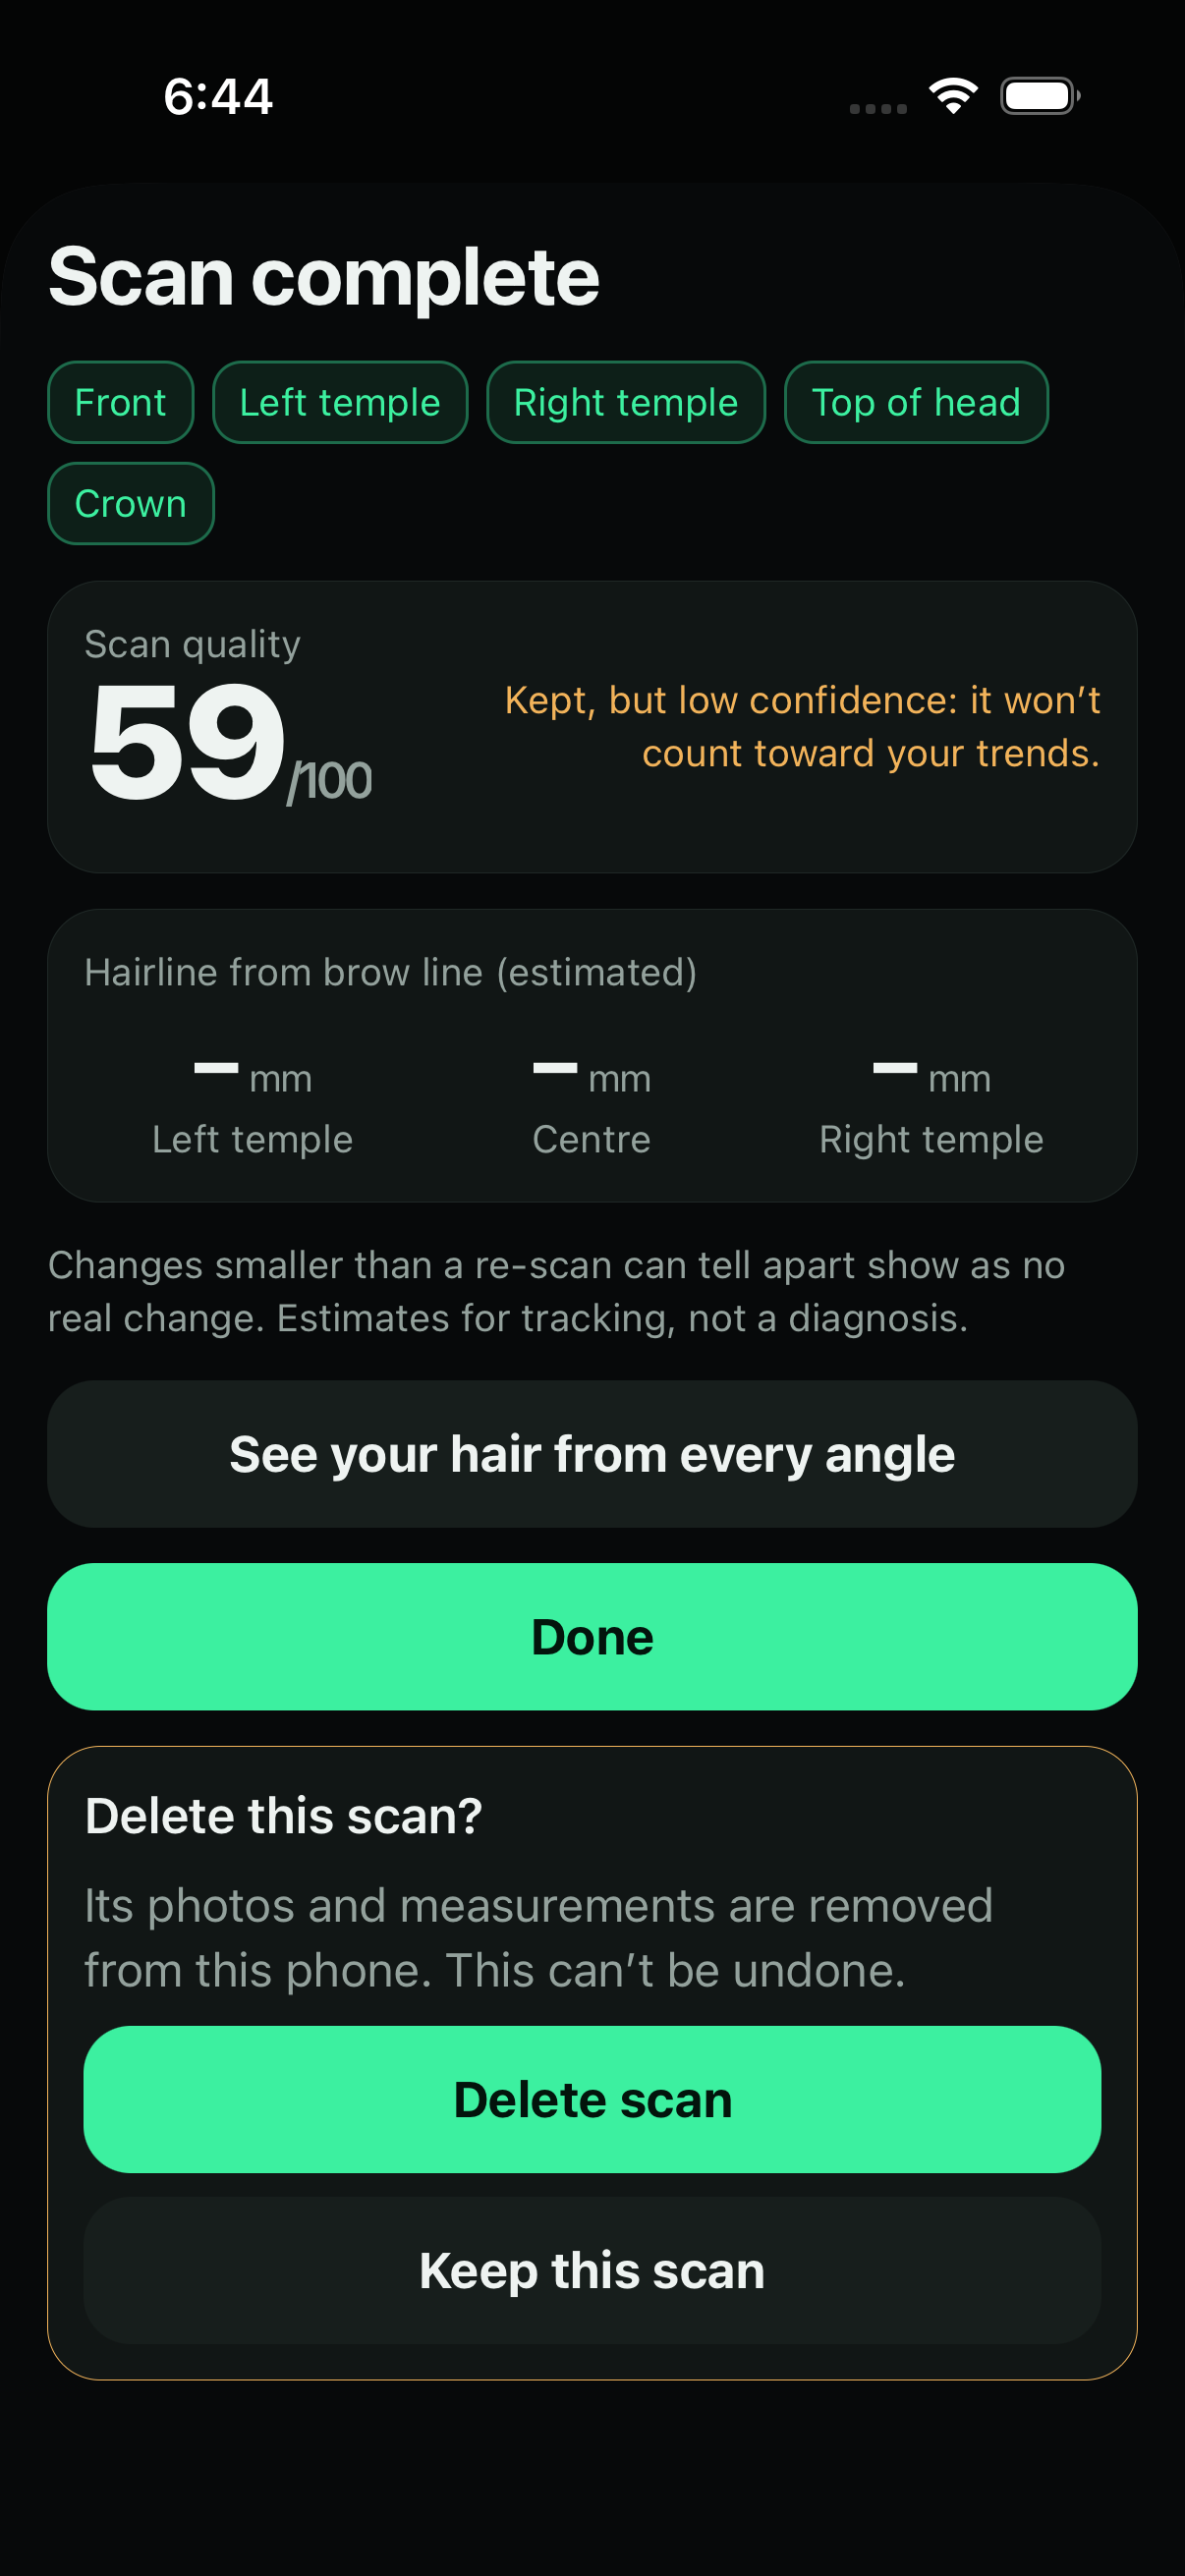 6:44
Scan complete
Front
Left temple
Right temple
Top of head
Crown
Scan quality
59/100
Kept, but low confidence: it won’t
count toward your trends.
Hairline from brow line (estimated)
– mm
– mm
– mm
Left temple
Centre
Right temple
Changes smaller than a re-scan can tell apart show as no
real change. Estimates for tracking, not a diagnosis.
See your hair from every angle
Done
Delete this scan?
Its photos and measurements are removed
from this phone. This can’t be undone.
Delete scan
Keep this scan